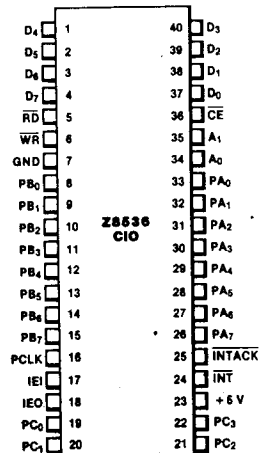 D4 1 40 D3
D5 2 39 D2
D6 3 38 D1
D7 4 37 D0
RD 5 36 CE
WR 6 35 A1
GND 7 34 A0
PB0 8 33 PA0
PB1 9 32 PA1
PB2 10 31 PA2
Z8536
CIO
PB3 11 30 PA3
PB4 12 29 PA4
PB5 13 28 PA5
PB6 14 27 PA6
PB7 15 26 PA7
PCLK 16 25 INTACK
IEI 17 24 INT
IEO 18 23 +5 V
PC0 19 22 PC3
PC1 20 21 PC2